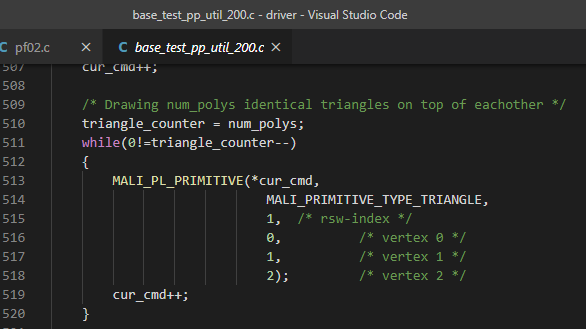 base_test_pp_util_200.c - driver - Visual Studio Code
C pf02.c × C base_test_pp_util_200.c ×
507 cur_cmd++;
508
509 /* Drawing num_polys identical triangles on top of eachother */
510 triangle_counter = num_polys;
511 while(0!=triangle_counter--)
512 {
513 MALI_PL_PRIMITIVE(*cur_cmd,
514 MALI_PRIMITIVE_TYPE_TRIANGLE,
515 1, /* rsw-index */
516 0, /* vertex 0 */
517 1, /* vertex 1 */
518 2); /* vertex 2 */
519 cur_cmd++;
520 }